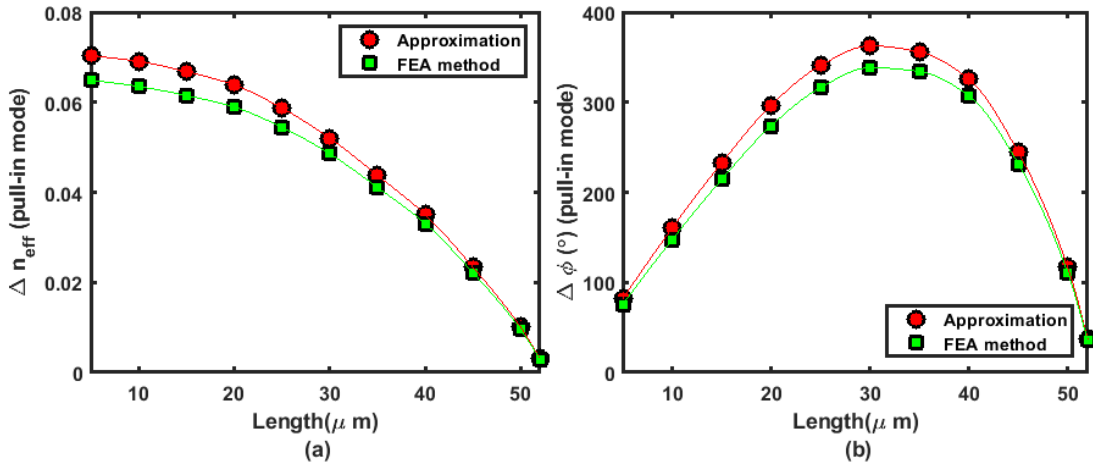 0.08
0.06
0.04
0.02
0
Δ n_eff (pull-in mode)
Approximation
FEA method
10
20
30
40
50
Length(μ m)
(a)
400
300
200
100
0
Δ ϕ (°) (pull-in mode)
Approximation
FEA method
10
20
30
40
50
Length(μ m)
(b)